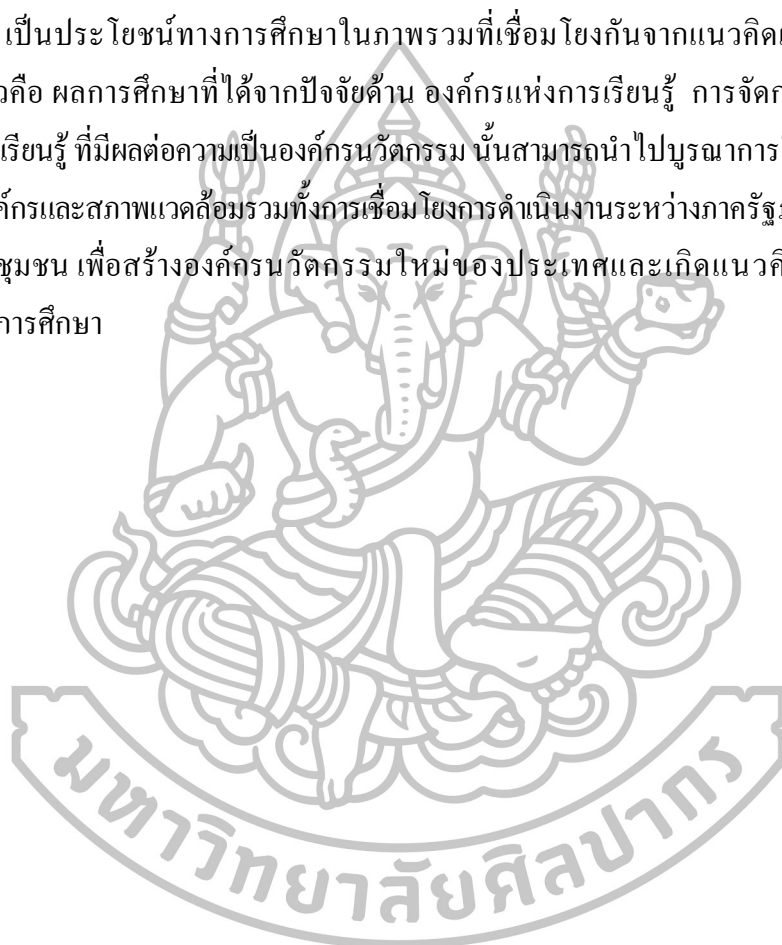 เป็นประโยชน์ทางการศึกษาในภาพรวมที่เชื่อมโยงกันจากแนวคิด
คือ ผลการศึกษาที่ได้จากปัจจัยด้าน องค์กรแห่งการเรียนรู้ การจัด
เรียนรู้ ที่มีผลต่อความเป็นองค์กรนวัตกรรม นั้นสามารถนำไปบูรณาการ
องค์กรและสภาพแวดล้อมรวมทั้งการเชื่อมโยงการดำเนินงานระหว่างภาครัฐ
ชุมชน เพื่อสร้างองค์กรนวัตกรรมใหม่ของประเทศและเกิดแนวคิ
การศึกษา
มหาวิทยาลัยศิลปากร